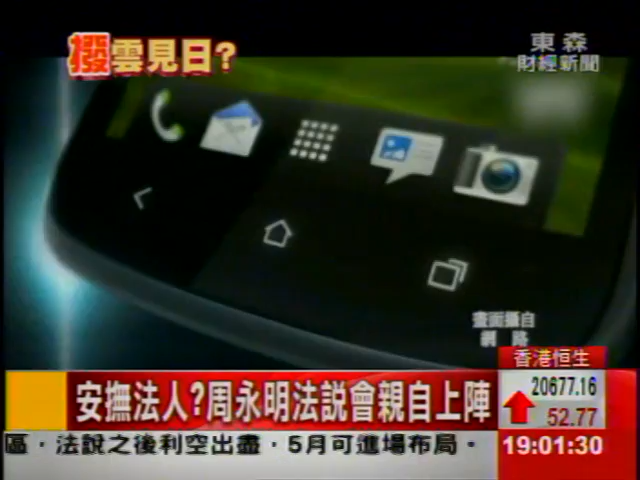 撥雲見日?
東森
財經新聞
畫面攝自
網路
香港恒生
安撫法人?周永明法說會親自上陣
20677.16
52.77
區，法說之後利空出盡，5月可進場布局。
19:01:30